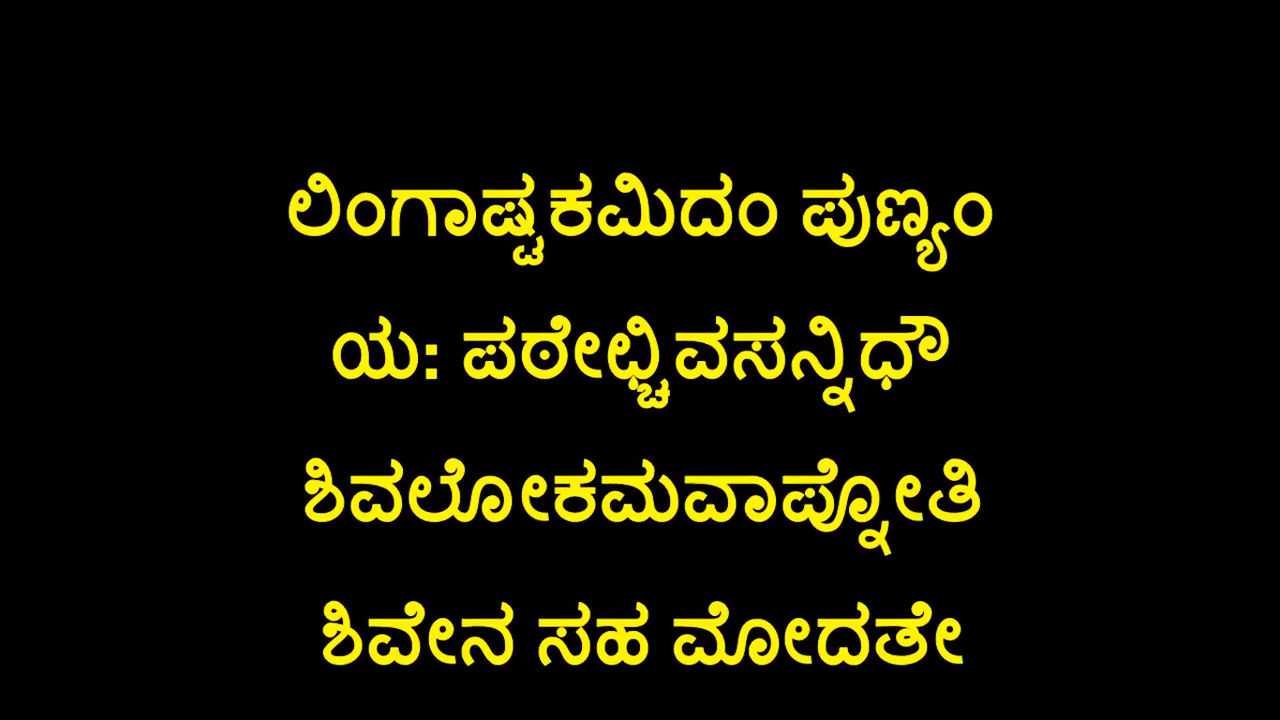 ಲಿಂಗಾಷ್ಟಕಮಿದಂ ಪುಣ್ಯಂ
ಯ: ಪಠೇಛ್ಚಿವಸನ್ನಿಧೌ
ಶಿವಲೋಕಮವಾಪ್ನೋತಿ
ಶಿವೇನ ಸಹ ಮೋದತೇ